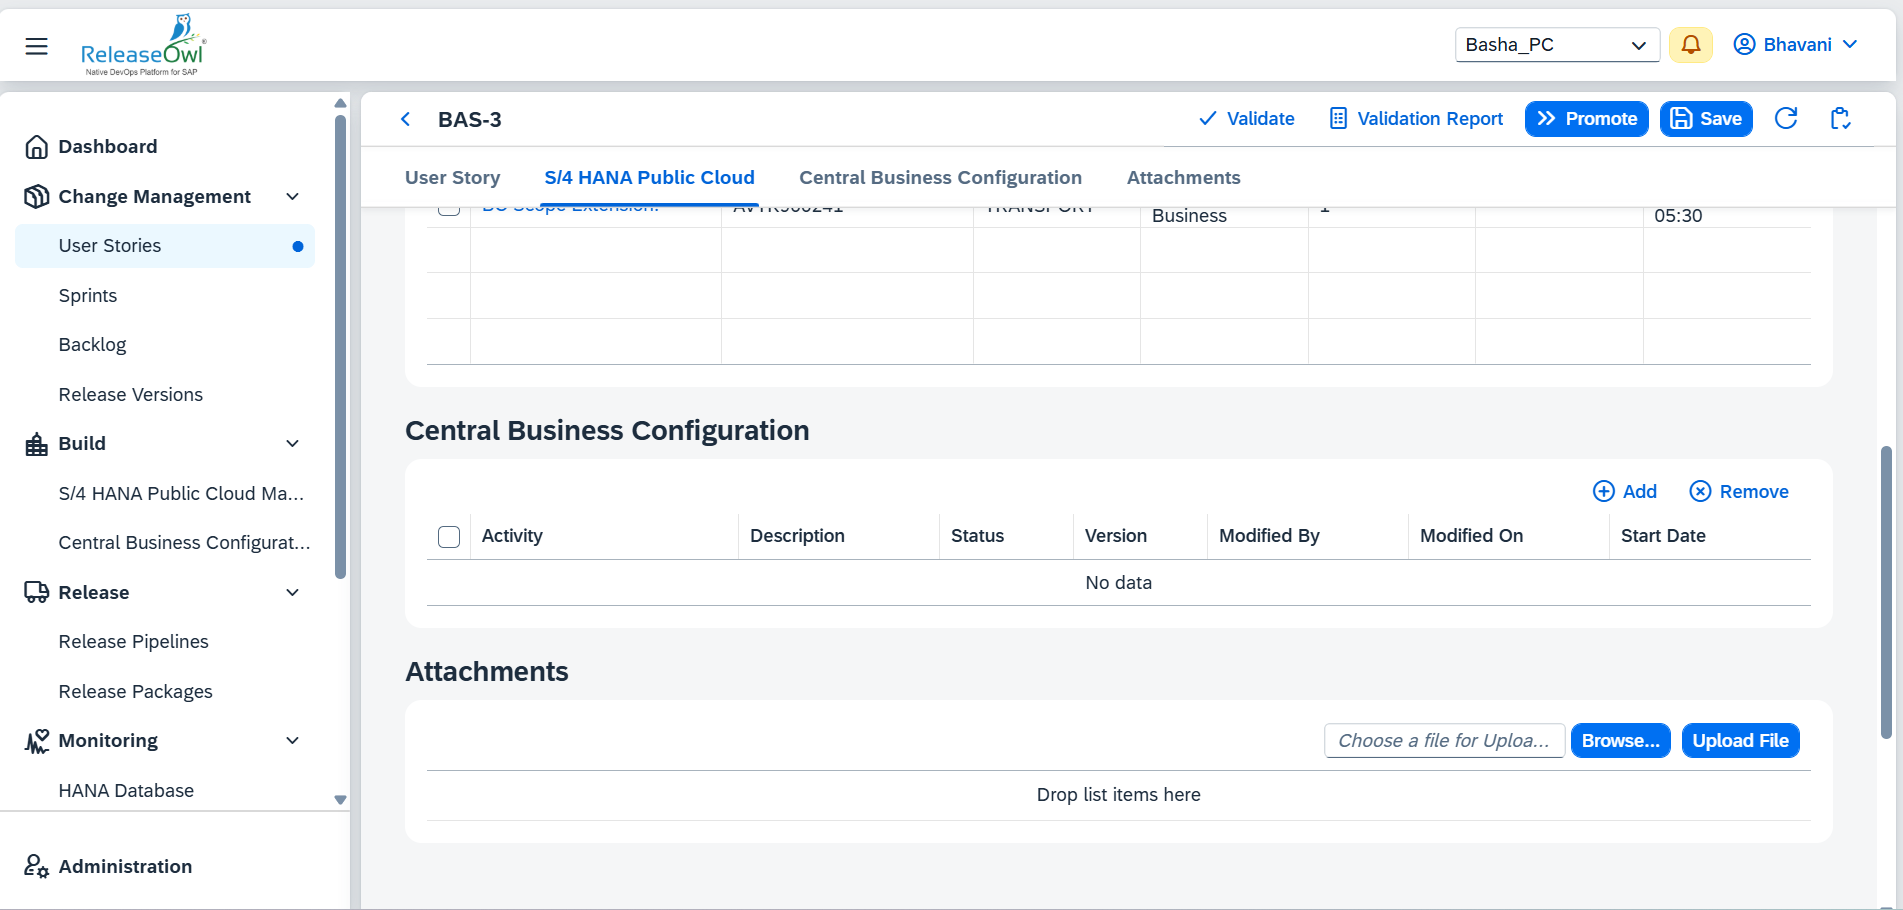 ReleaseOwl®
Native DevOps Platform for SAP
Basha_PC
Bhavani
Dashboard
Change Management
User Stories
Sprints
Backlog
Release Versions
Build
S/4 HANA Public Cloud Ma...
Central Business Configurat...
Release
Release Pipelines
Release Packages
Monitoring
HANA Database
Administration
BAS-3
Validate
Validation Report
Promote
Save
User Story
S/4 HANA Public Cloud
Central Business Configuration
Attachments
TRANSPORT
Business
05:30
Central Business Configuration
Add
Remove
Activity
Description
Status
Version
Modified By
Modified On
Start Date
No data
Attachments
Choose a file for Uploa...
Browse...
Upload File
Drop list items here